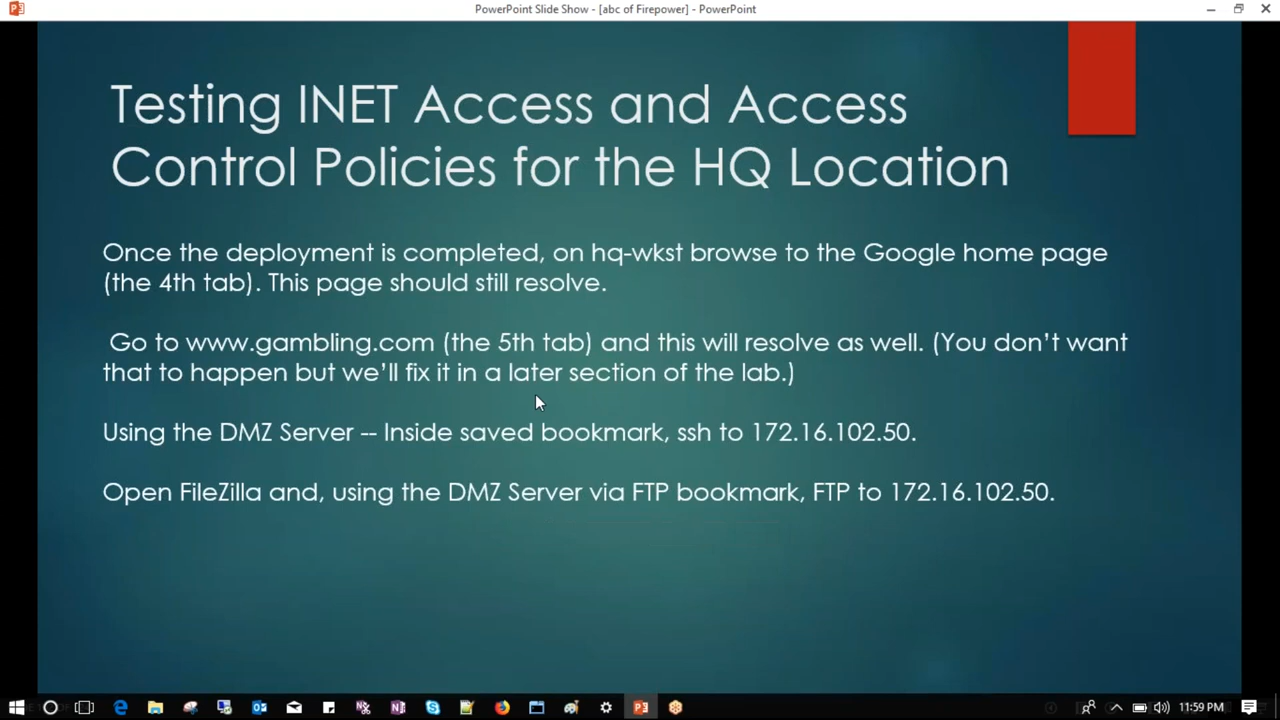 PowerPoint Slide Show - [abc of Firepower] - PowerPoint
Testing INET Access and Access
Control Policies for the HQ Location
Once the deployment is completed, on hq-wkst browse to the Google home page
(the 4th tab). This page should still resolve.
Go to www.gambling.com (the 5th tab) and this will resolve as well. (You don’t want
that to happen but we’ll fix it in a later section of the lab.)
Using the DMZ Server -- Inside saved bookmark, ssh to 172.16.102.50.
Open FileZilla and, using the DMZ Server via FTP bookmark, FTP to 172.16.102.50.
11:59 PM